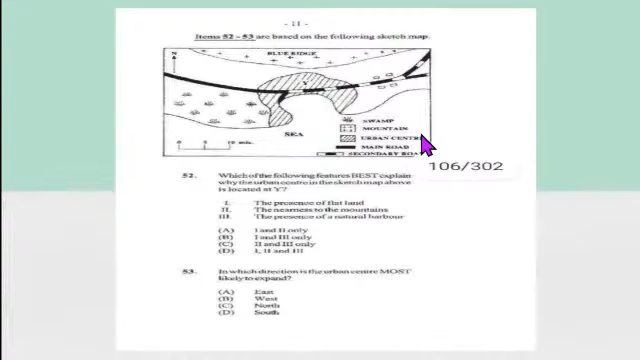 - 11 -
Items 52 – 53 are based on the following sketch map.
N
BLUE RIDGE
Y
SEA
0 5 10 mls.
SWAMP
MOUNTAIN
URBAN CENTRE
MAIN ROAD
SECONDARY ROAD
106/302
52. Which of the following features BEST explain
why the urban centre in the sketch map above
is located at Y?
I. The presence of flat land
II. The nearness to the mountains
III. The presence of a natural harbour
(A) I and II only
(B) I and III only
(C) II and III only
(D) I, II and III
53. In which direction is the urban centre MOST
likely to expand?
(A) East
(B) West
(C) North
(D) South